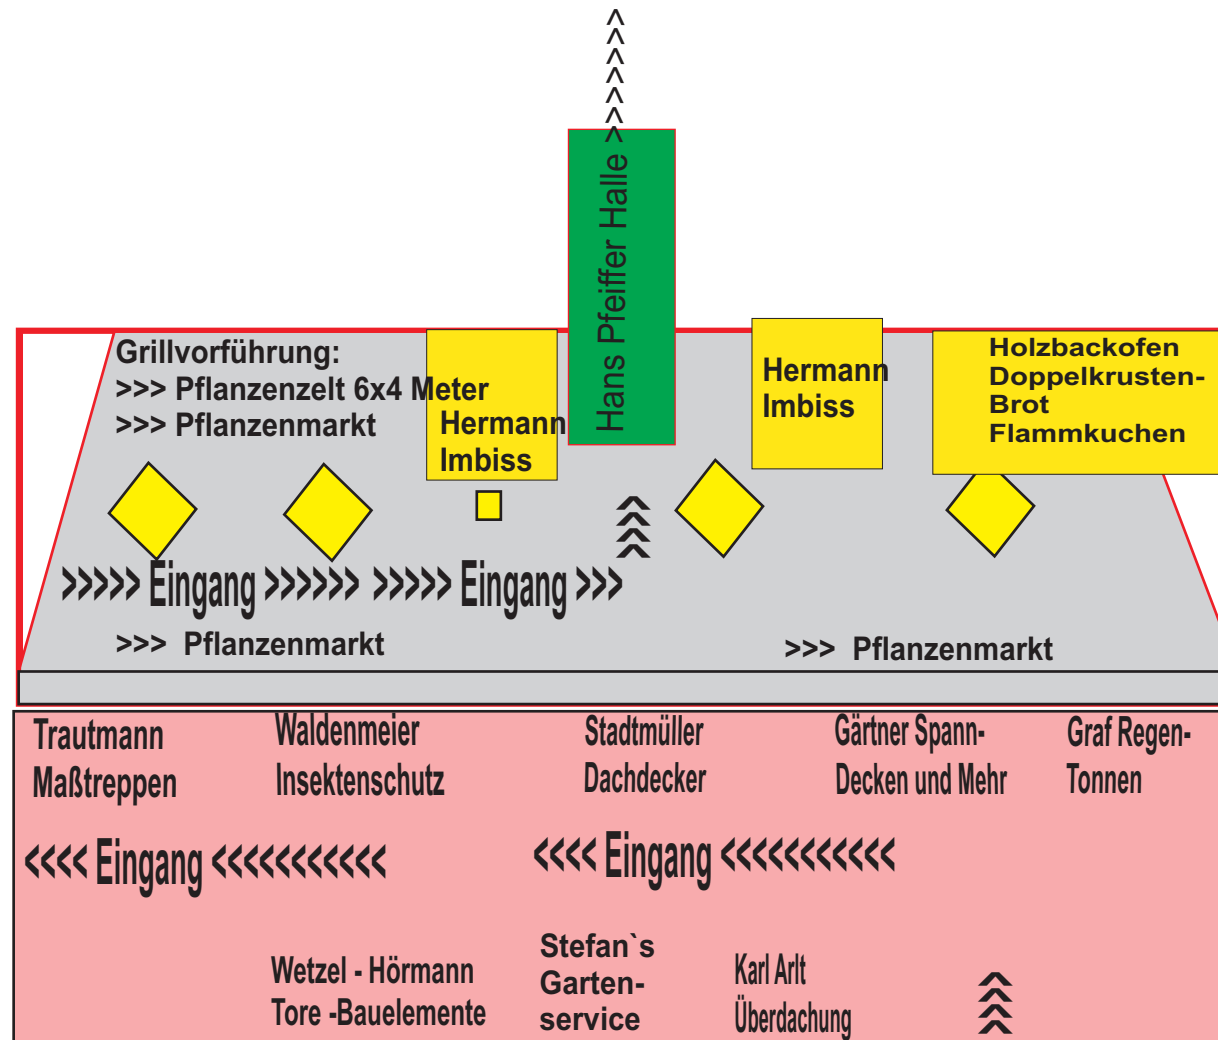 Hans Pfeiffer Halle >>>>>>>
Grillvorführung:
>>> Pflanzenzelt 6x4 Meter
>>> Pflanzenmarkt
Hermann
Imbiss
Hermann
Imbiss
Holzbackofen
Doppelkrusten-
Brot
Flammkuchen
>>>>
>>>>> Eingang >>>>>> >>>>> Eingang >>>
>>> Pflanzenmarkt
>>> Pflanzenmarkt
Trautmann
Maßtreppen
Waldenmeier
Insektenschutz
Stadtmüller
Dachdecker
Gärtner Spann-
Decken und Mehr
Graf Regen-
Tonnen
<<<< Eingang <<<<<<<<<<<
<<<< Eingang <<<<<<<<<<<
Wetzel - Hörmann
Tore -Bauelemente
Stefan`s
Garten-
service
Karl Arlt
Überdachung
>>>>